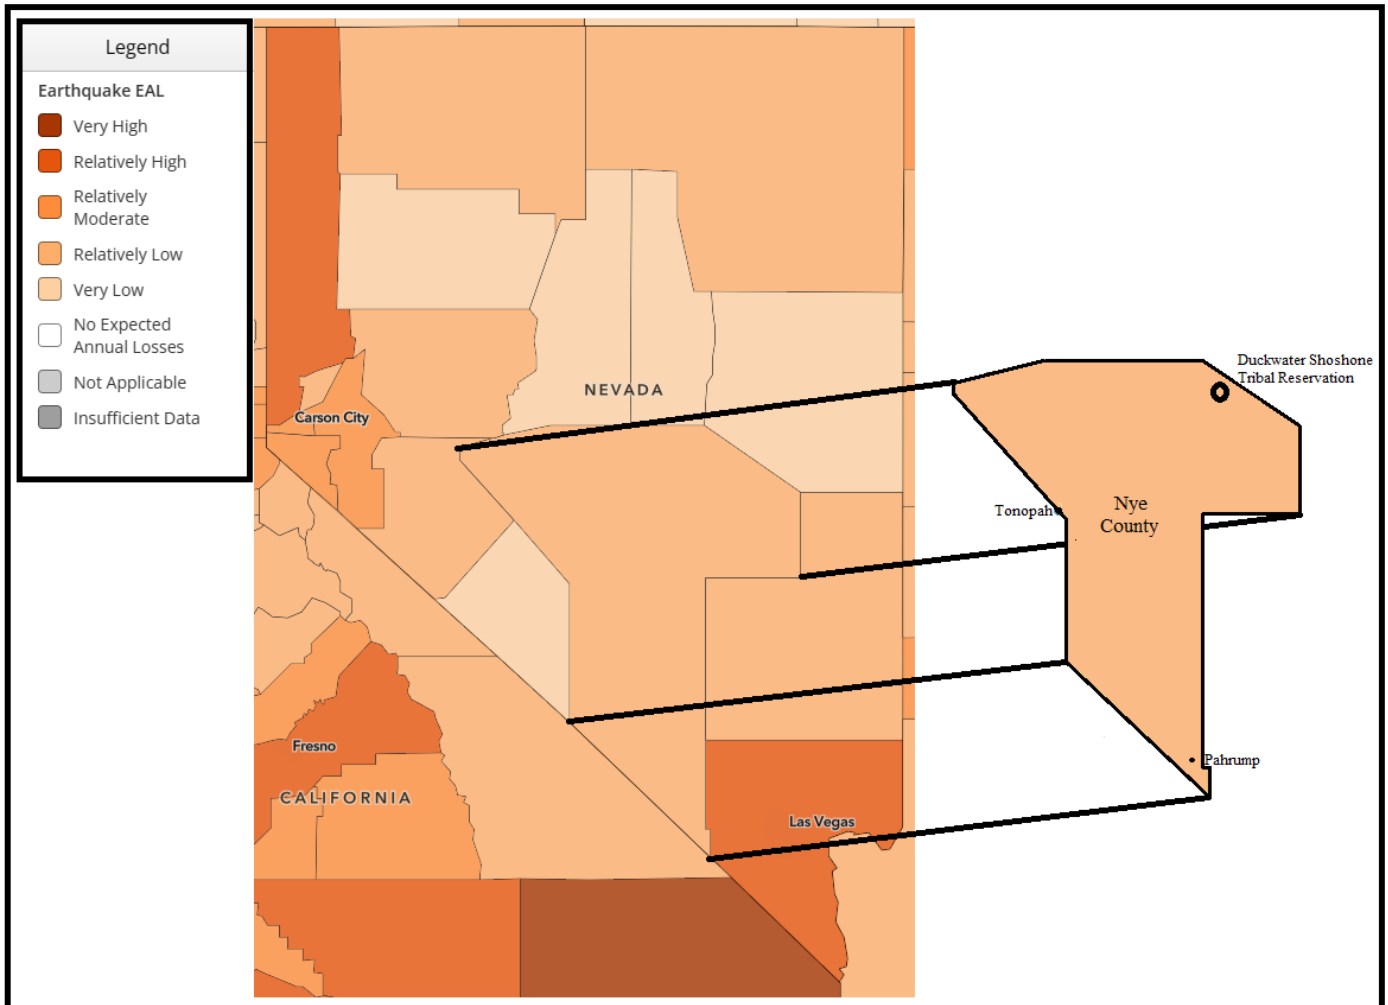 Legend
Earthquake EAL
Very High
Relatively High
Relatively
Moderate
Relatively Low
Very Low
No Expected
Annual Losses
Not Applicable
Insufficient Data
NEVADA
Carson City
Fresno
CALIFORNIA
Las Vegas
Duckwater Shoshone
Tribal Reservation
Tonopah
Nye
County
Pahrump